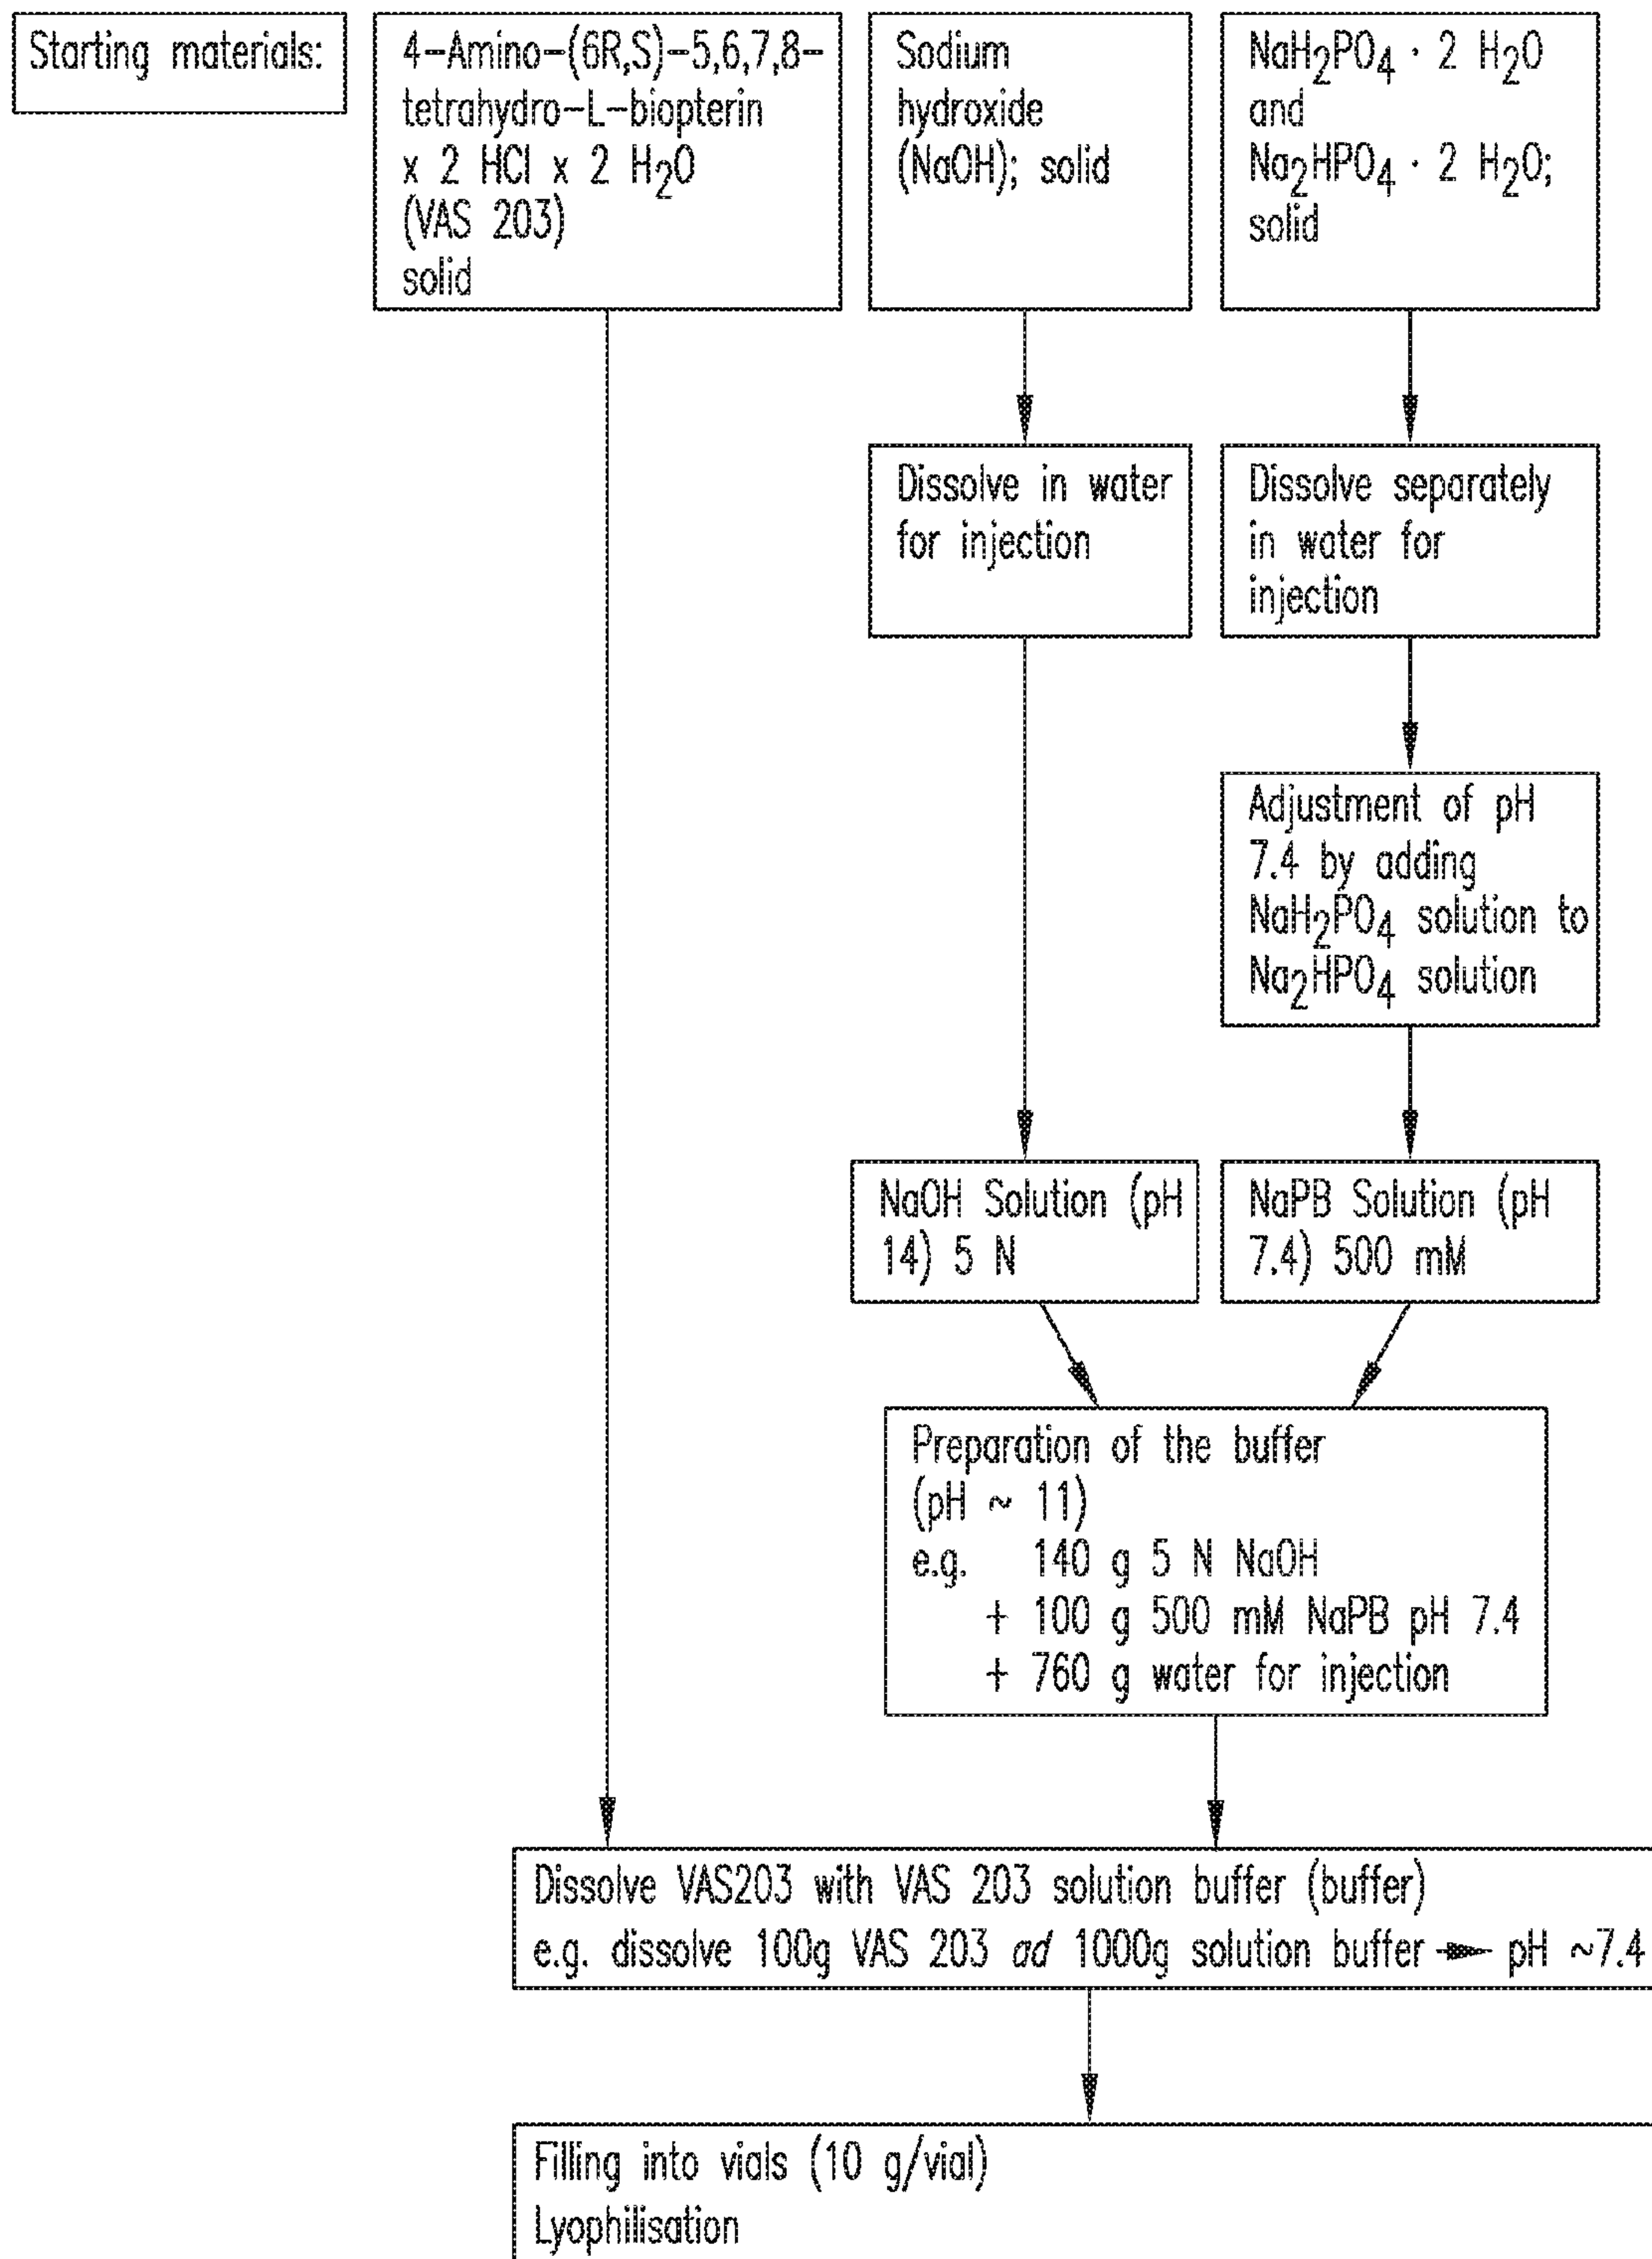 Starting materials:
4-Amino-(6R,S)-5,6,7,8-
tetrahydro-L-biopterin
x 2 HCl x 2 H₂O
(VAS 203)
solid
Sodium
hydroxide
(NaOH); solid
NaH₂PO₄ · 2 H₂O
and
Na₂HPO₄ · 2 H₂O;
solid
Dissolve in water
for injection
Dissolve separately
in water for
injection
Adjustment of pH
7.4 by adding
NaH₂PO₄ solution to
Na₂HPO₄ solution
NaOH Solution (pH
14) 5 N
NaPB Solution (pH
7.4) 500 mM
Preparation of the buffer
(pH ~ 11)
e.g. 140 g 5 N NaOH
+ 100 g 500 mM NaPB pH 7.4
+ 760 g water for injection
Dissolve VAS203 with VAS 203 solution buffer (buffer)
e.g. dissolve 100g VAS 203 ad 1000g solution buffer → pH ~7.4
Filling into vials (10 g/vial)
Lyophilisation